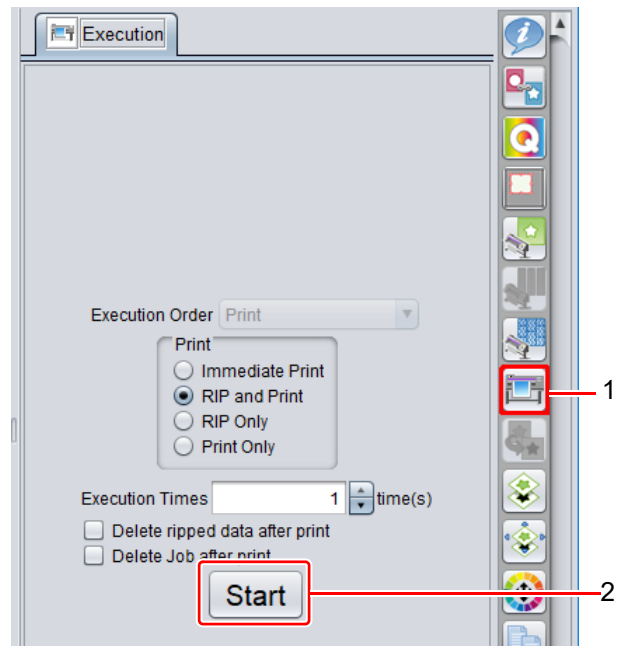 Execution
Execution Order Print
Print
Immediate Print
RIP and Print
RIP Only
Print Only
1
Execution Times 1 time(s)
Delete ripped data after print
Delete Job after print
Start
2